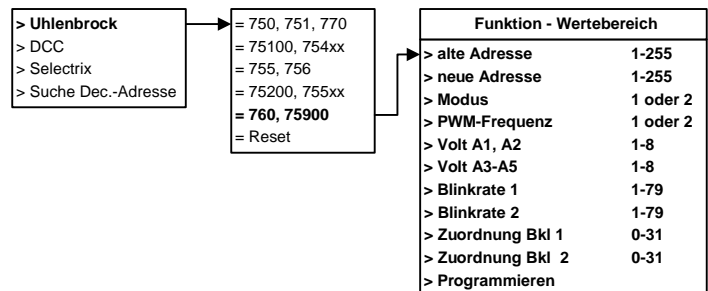 > Uhlenbrock
> DCC
> Selectrix
> Suche Dec.-Adresse
= 750, 751, 770
= 75100, 754xx
= 755, 756
= 75200, 755xx
= 760, 75900
= Reset
Funktion - Wertebereich
> alte Adresse 1-255
> neue Adresse 1-255
> Modus 1 oder 2
> PWM-Frequenz 1 oder 2
> Volt A1, A2 1-8
> Volt A3-A5 1-8
> Blinkrate 1 1-79
> Blinkrate 2 1-79
> Zuordnung Bkl 1 0-31
> Zuordnung Bkl 2 0-31
> Programmieren